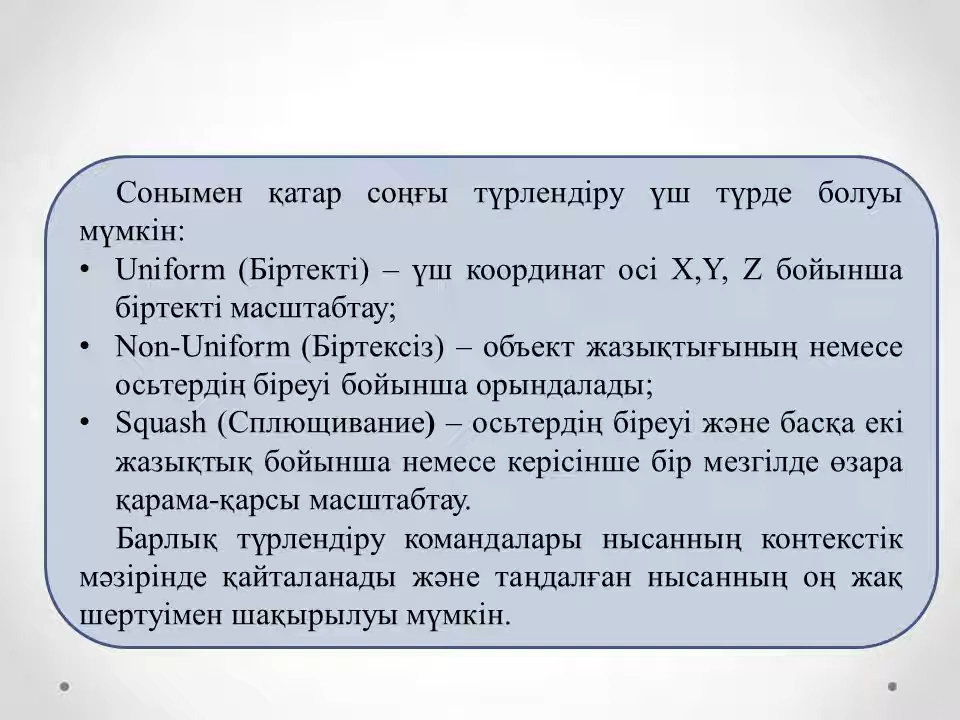 Сонымен қатар соңғы түрлендіру үш түрде болуы
мүмкін:
• Uniform (Біртекті) – үш координат осі X,Y, Z бойынша
біртекті масштабтау;
• Non-Uniform (Біртексіз) – объект жазықтығының немесе
осьтердің біреуі бойынша орындалады;
• Squash (Сплющивание) – осьтердің біреуі және басқа екі
жазықтық бойынша немесе керісінше бір мезгілде өзара
қарама-қарсы масштабтау.
Барлық түрлендіру командалары нысанның контекстік
мәзірінде қайталанады және таңдалған нысанның оң жақ
шертуімен шақырылуы мүмкін.